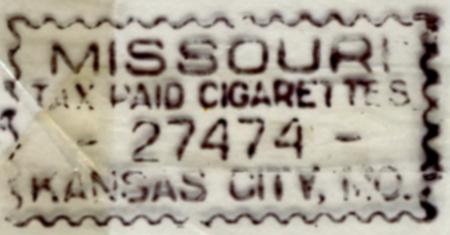 MISSOURI
TAX PAID CIGARETTES
- 27474 -
KANSAS CITY, MO.